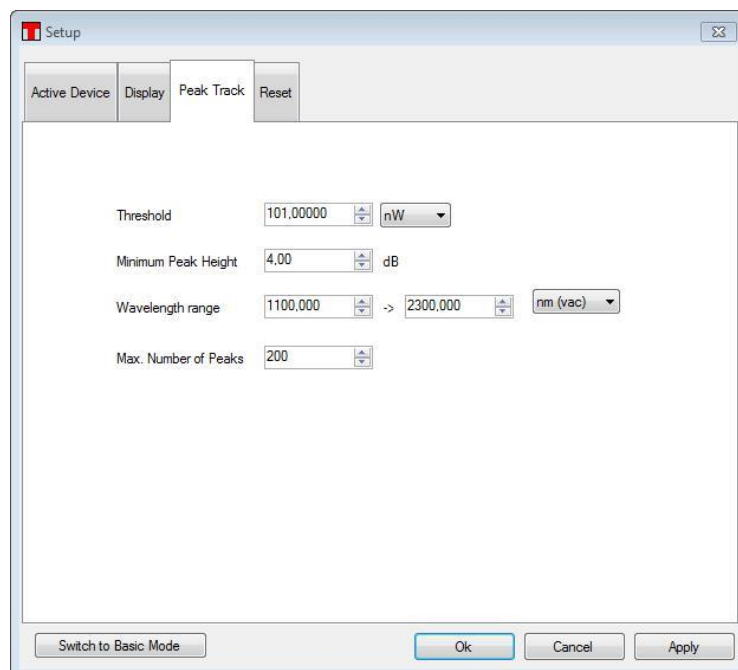 Setup
Active Device Display Peak Track Reset
Threshold 101,00000 nW
Minimum Peak Height 4,00 dB
Wavelength range 1100,000 -> 2300,000 nm (vac)
Max. Number of Peaks 200
Switch to Basic Mode Ok Cancel Apply